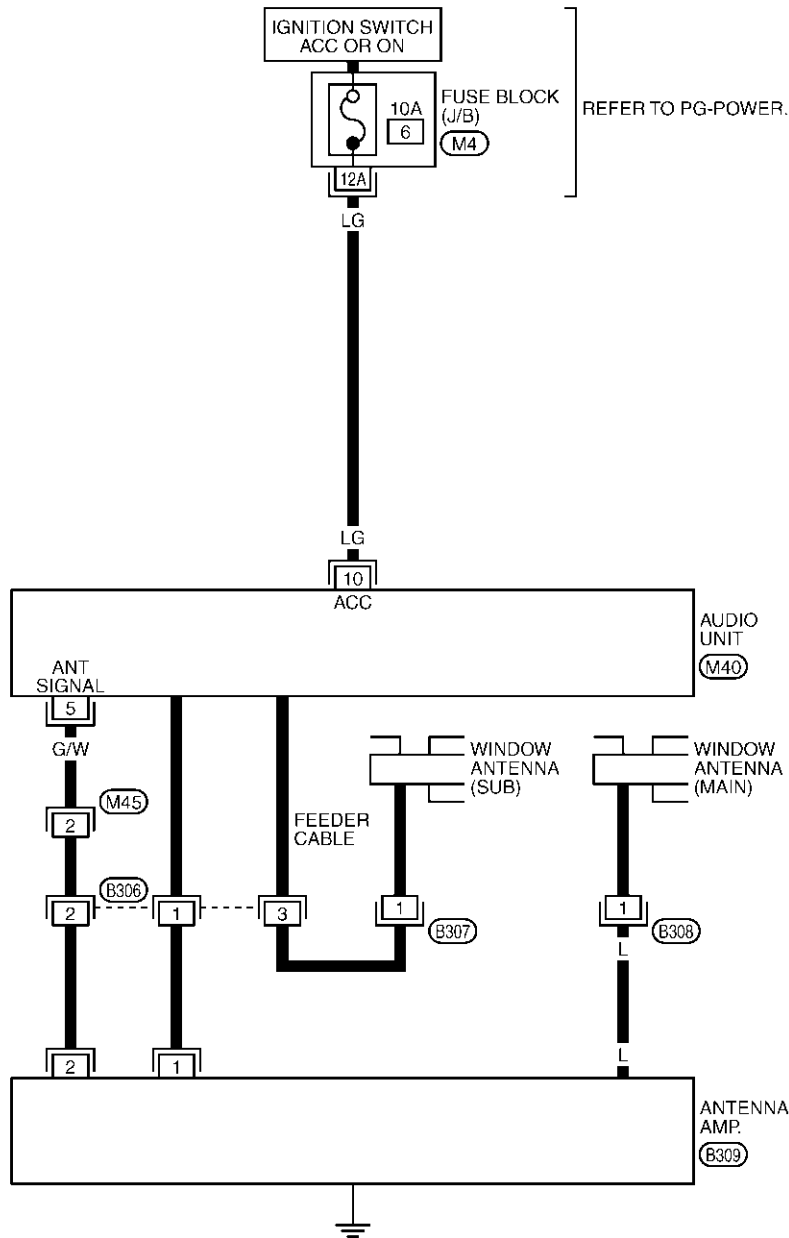 IGNITION SWITCH
ACC OR ON
FUSE BLOCK
(J/B)
10A
6
M4
REFER TO PG-POWER.
12A
LG
LG
10
ACC
AUDIO
UNIT
M40
ANT
SIGNAL
5
G/W
WINDOW
ANTENNA
(SUB)
WINDOW
ANTENNA
(MAIN)
M45
2
FEEDER
CABLE
B306
2
1
3
1
B307
1
B308
L
L
2
1
ANTENNA
AMP.
B309